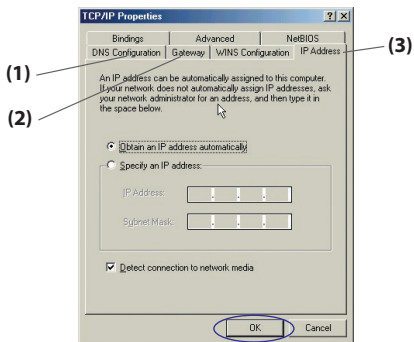 TCP/IP Properties
Bindings Advanced NetBIOS
DNS Configuration Gateway WINS Configuration IP Address
(1)
(2)
(3)
An IP address can be automatically assigned to this computer.
If your network does not automatically assign IP addresses, ask
your network administrator for an address, and then type it in
the space below.
Obtain an IP address automatically
Specify an IP address:
IP Address:
Subnet Mask:
Detect connection to network media
OK Cancel